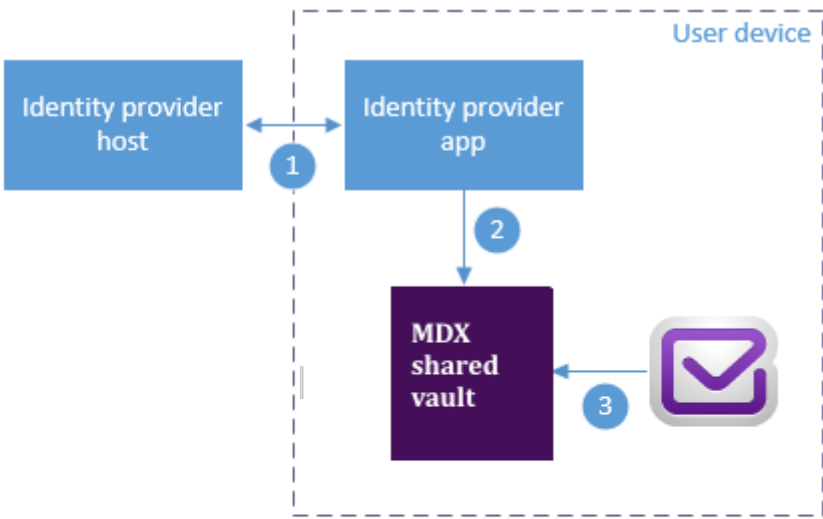 User device
Identity provider
host
Identity provider
app
1
2
MDX
shared
vault
3